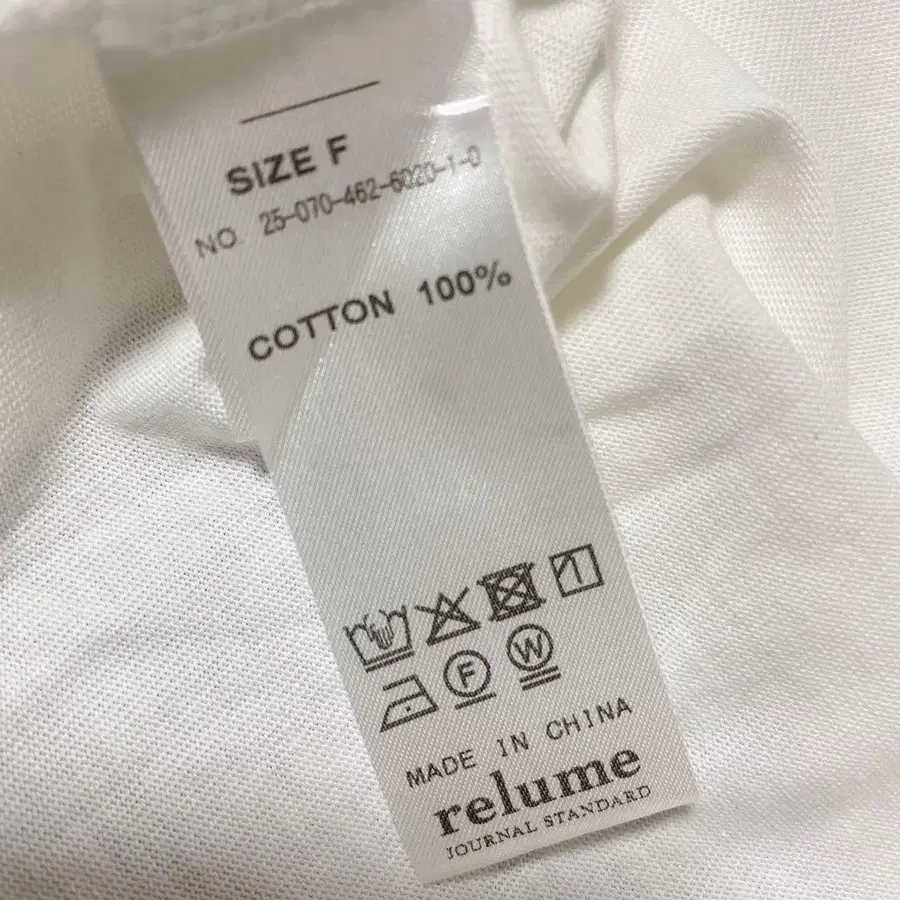 SIZE F
NO. 25-070-462-6020-1-0
COTTON 100%
F W
MADE IN CHINA
relume
JOURNAL STANDARD